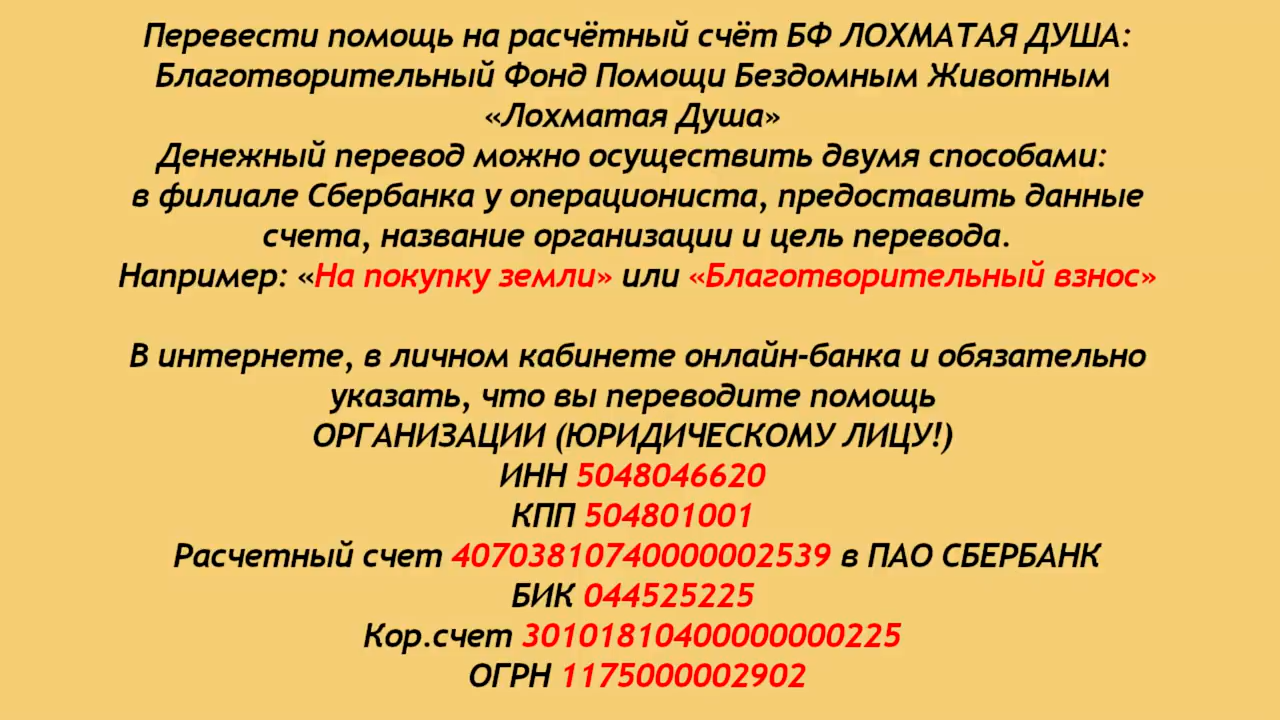 Перевести помощь на расчётный счёт БФ ЛОХМАТАЯ ДУША:
Благотворительный Фонд Помощи Бездомным Животным
«Лохматая Душа»
Денежный перевод можно осуществить двумя способами:
в филиале Сбербанка у операциониста, предоставить данные
счета, название организации и цель перевода.
Например: «На покупку земли» или «Благотворительный взнос»
В интернете, в личном кабинете онлайн-банка и обязательно
указать, что вы переводите помощь
ОРГАНИЗАЦИИ (ЮРИДИЧЕСКОМУ ЛИЦУ!)
ИНН 5048046620
КПП 504801001
Расчетный счет 40703810740000002539 в ПАО СБЕРБАНК
БИК 044525225
Кор.счет 30101810400000000225
ОГРН 1175000002902